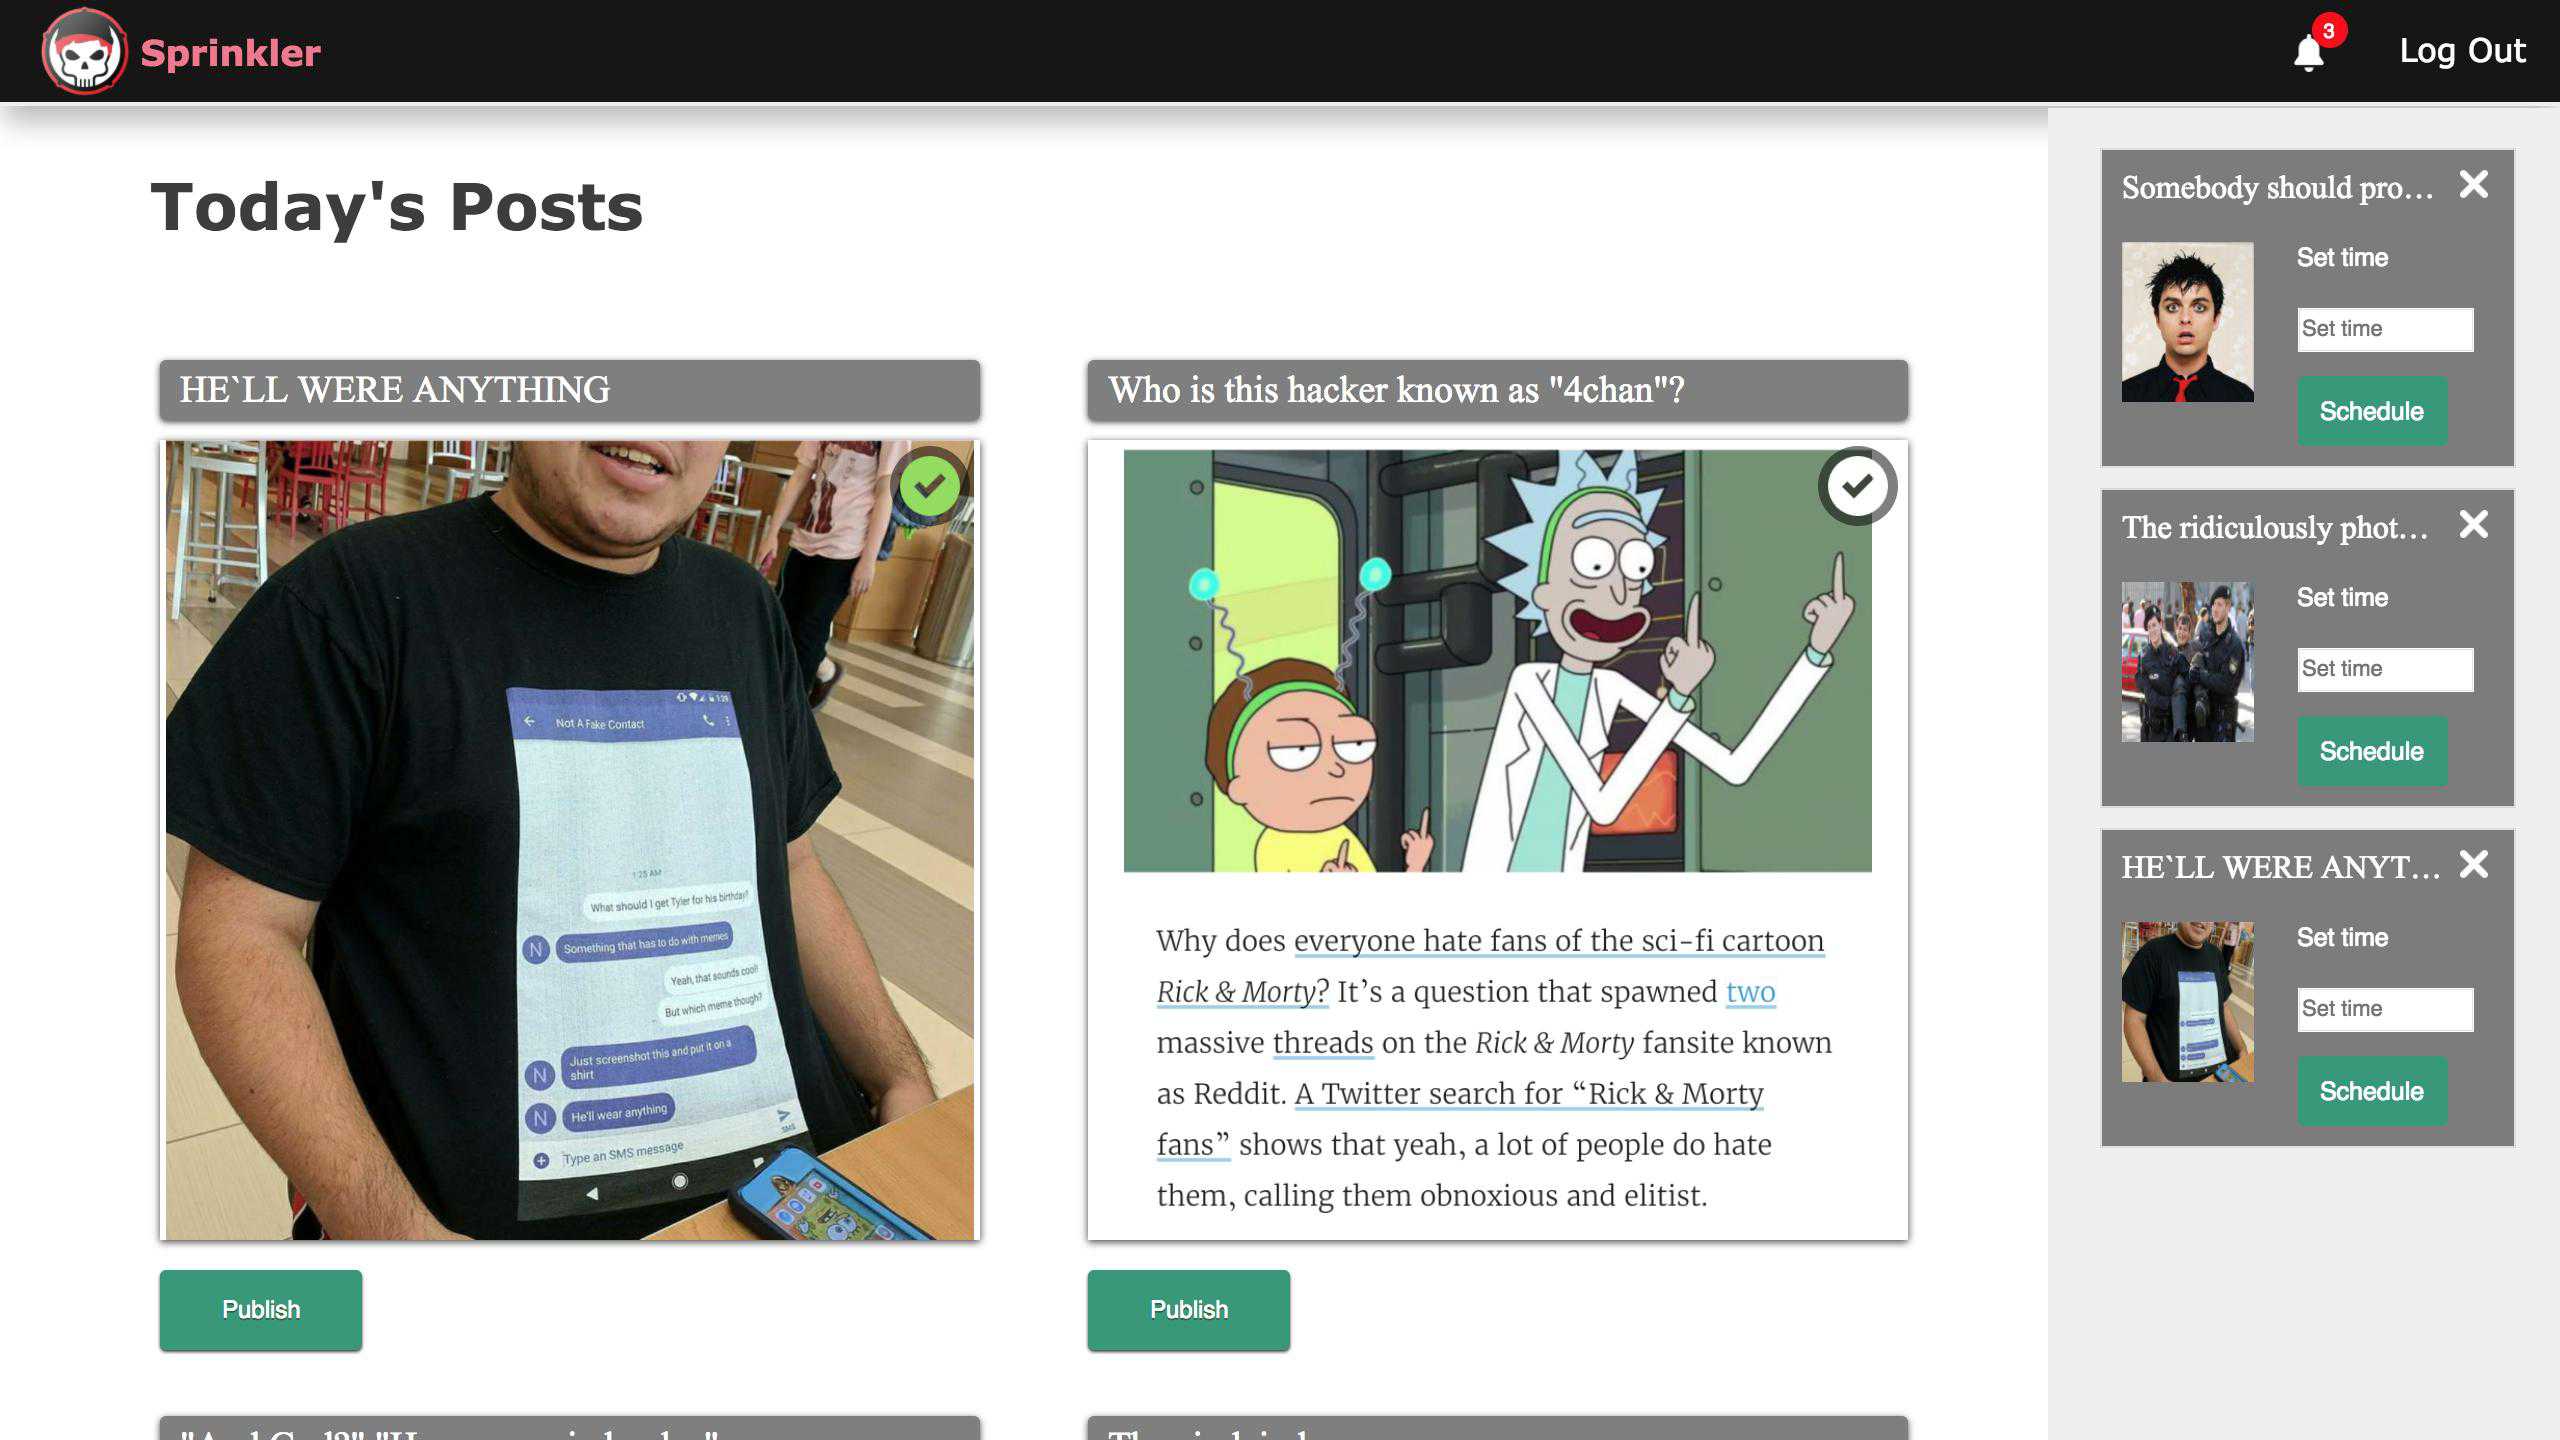 Sprinkler
3
Log Out
Today's Posts
HE`LL WERE ANYTHING
1:25 AM
Not A Fake Contact
What should I get Tyler for his birthday?
Something that has to do with memes
Yeah, that sounds cool!
But which meme though?
Just screenshot this and put it on a
shirt
He'll wear anything
Type an SMS message
SMS
N
N
N
Publish
Who is this hacker known as "4chan"?
Why does everyone hate fans of the sci-fi cartoon
Rick & Morty? It’s a question that spawned two
massive threads on the Rick & Morty fansite known
as Reddit. A Twitter search for “Rick & Morty
fans” shows that yeah, a lot of people do hate
them, calling them obnoxious and elitist.
Publish
Somebody should pro...
Set time
Set time
Schedule
The ridiculously phot...
Set time
Set time
Schedule
HE`LL WERE ANYT...
Set time
Set time
Schedule